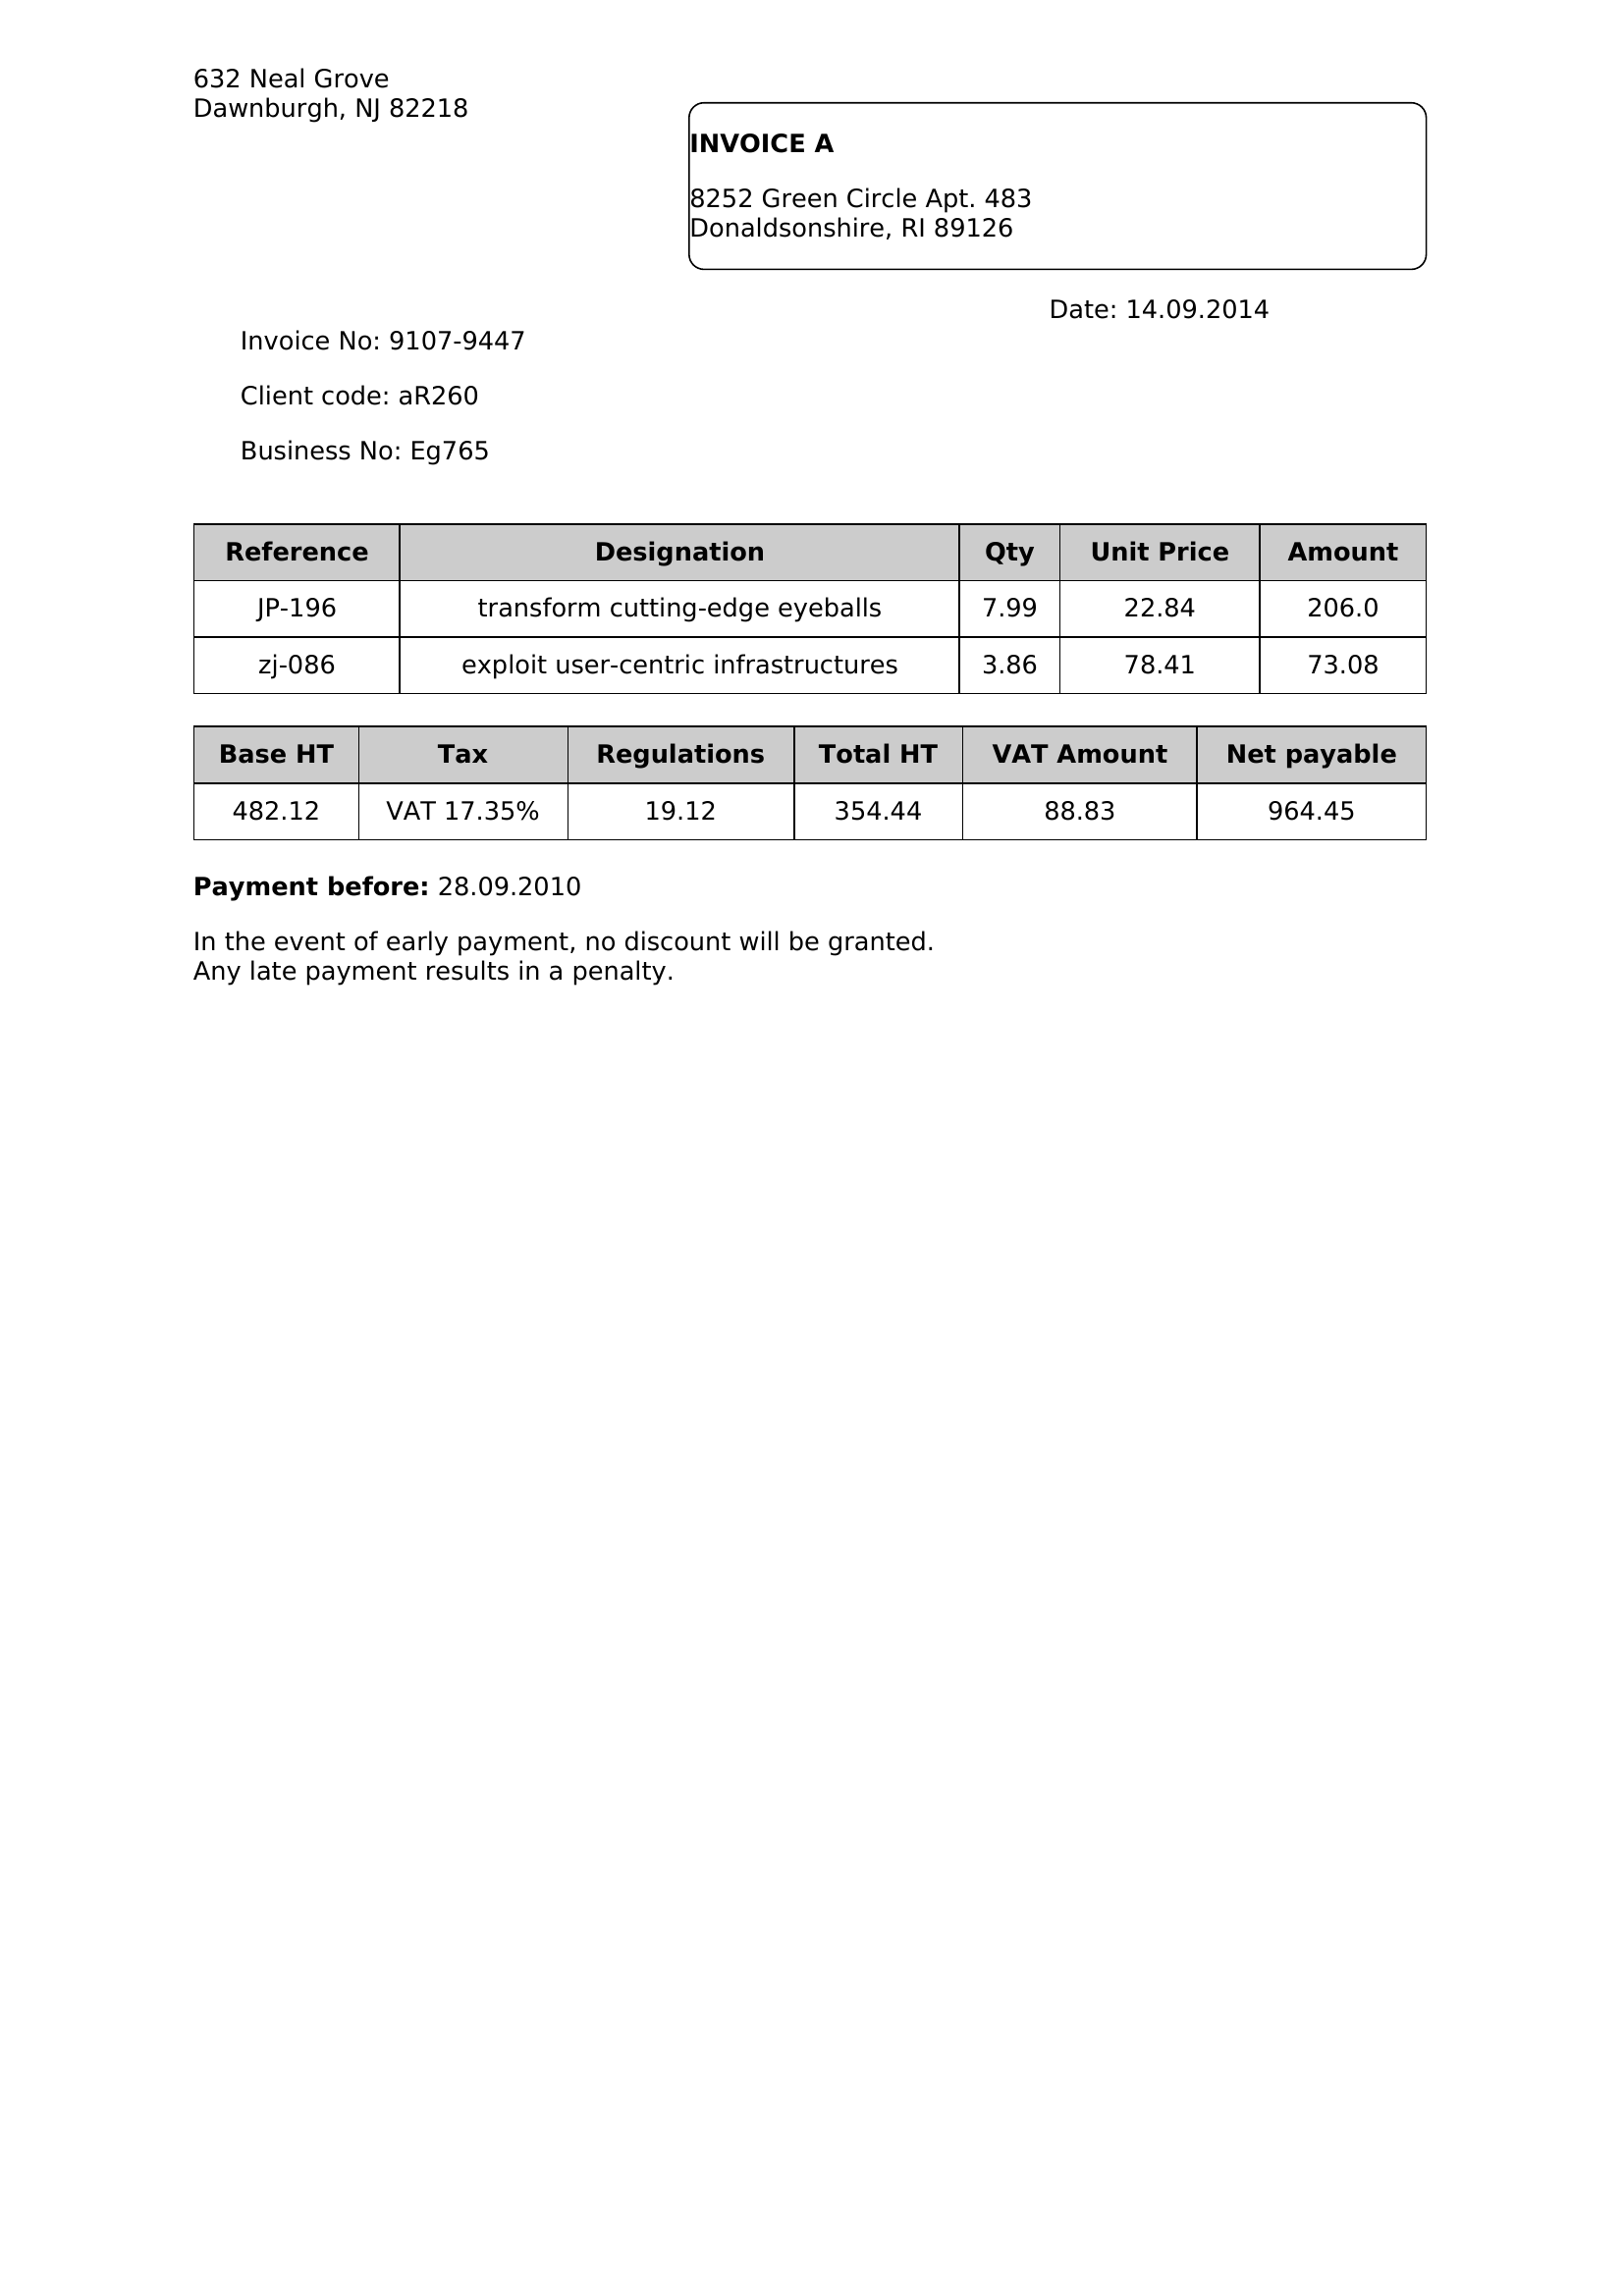 632 Neal Grove
Dawnburgh, NJ 82218
INVOICE A
8252 Green Circle Apt. 483
Donaldsonshire, RI 89126
Date: 14.09.2014
Invoice No: 9107-9447
Client code: aR260
Business No: Eg765
Reference Designation Qty Unit Price Amount
JP-196 transform cutting-edge eyeballs 7.99 22.84 206.0
zj-086 exploit user-centric infrastructures 3.86 78.41 73.08
Base HT Tax Regulations Total HT VAT Amount Net payable
482.12 VAT 17.35% 19.12 354.44 88.83 964.45
Payment before: 28.09.2010
In the event of early payment, no discount will be granted.
Any late payment results in a penalty.